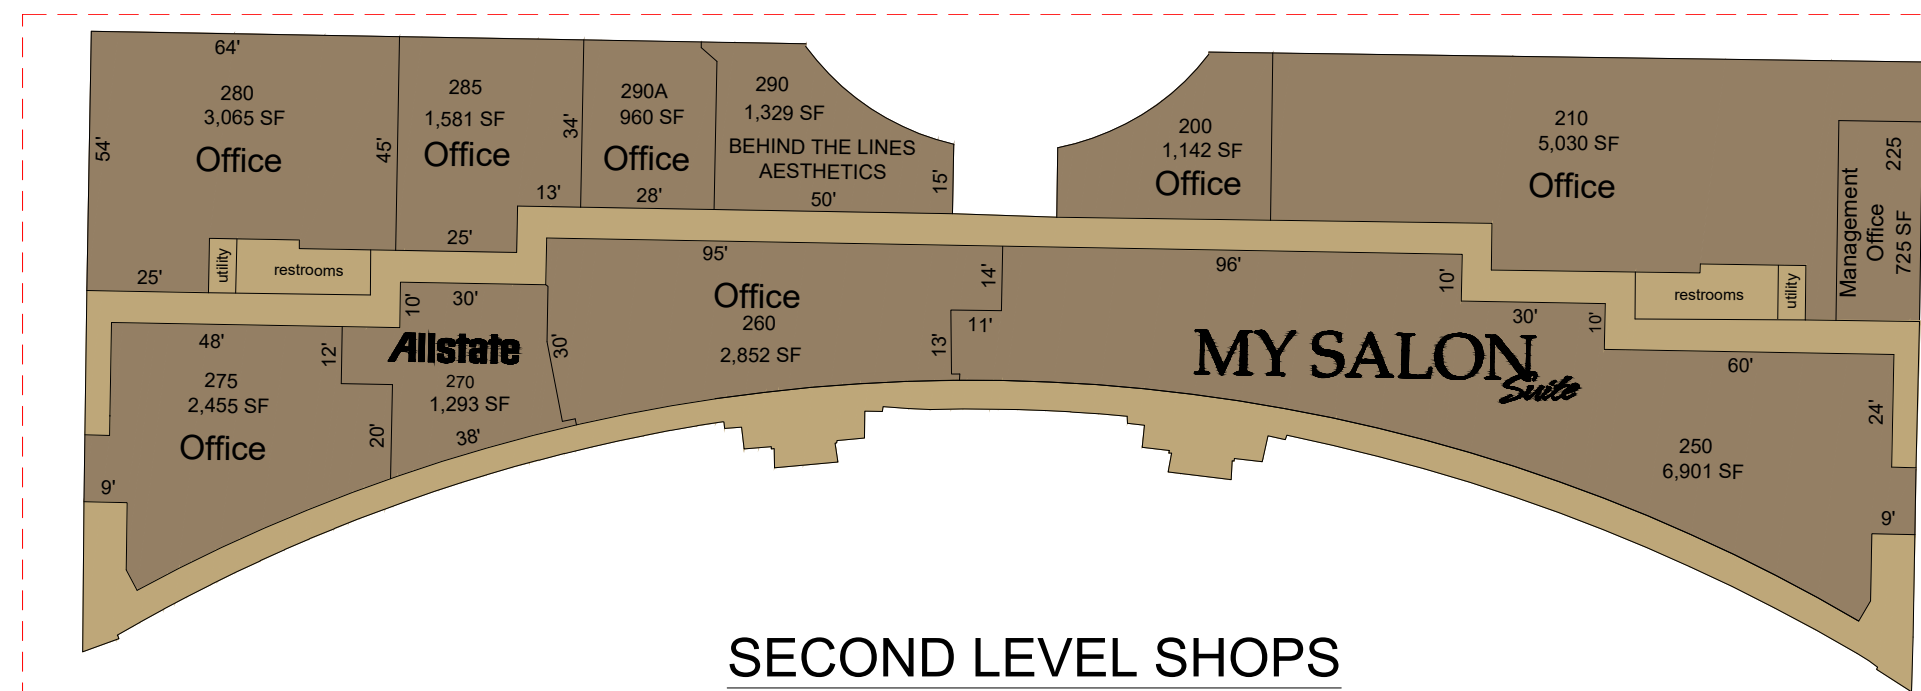 64'
280
3,065 SF
Office
54'
45'
25'
utility
restrooms
285
1,581 SF
Office
34'
13'
25'
290A
960 SF
Office
28'
290
1,329 SF
BEHIND THE LINES
AESTHETICS
50'
15'
200
1,142 SF
Office
210
5,030 SF
Office
Management
Office
225
725 SF
restrooms
utility
48'
12'
275
2,455 SF
Office
20'
9'
10'
30'
Allstate
270
1,293 SF
38'
30'
95'
Office
260
2,852 SF
14'
11'
13'
96'
10'
30'
10'
MY SALON
Suite
60'
24'
250
6,901 SF
9'
SECOND LEVEL SHOPS